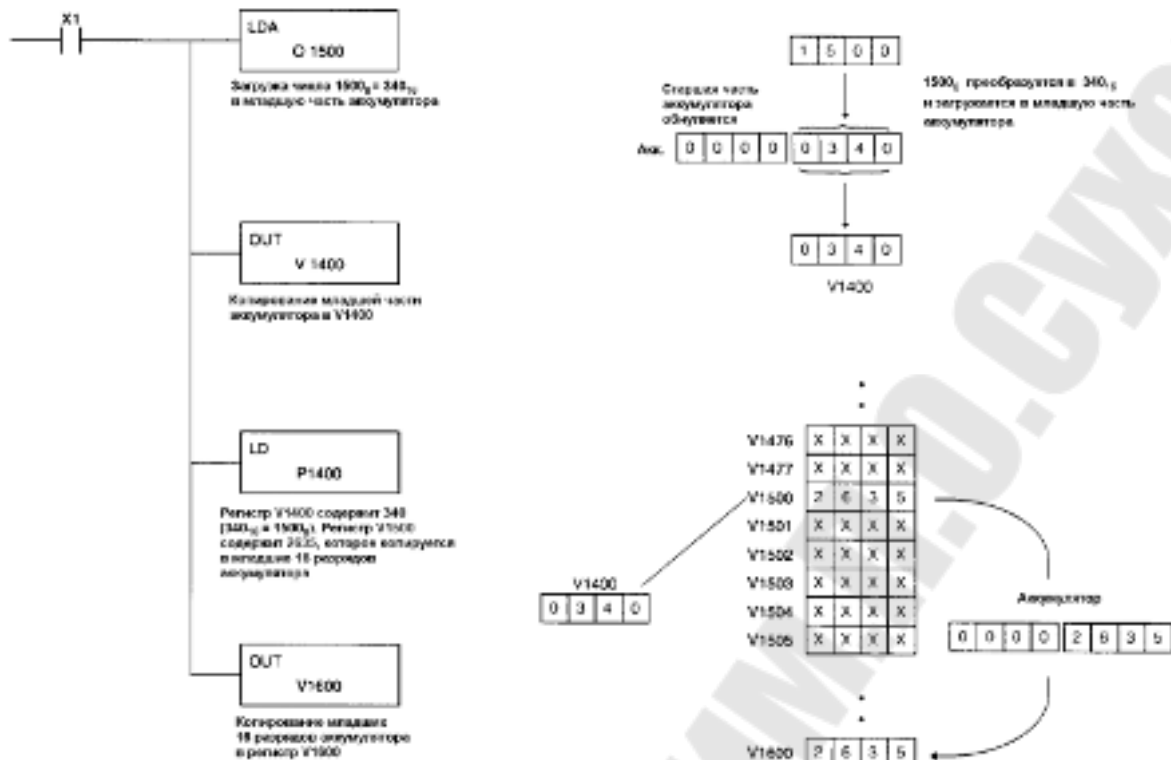 X1
LDA
O 1500
Загрузка числа 1500₈ = 340₁₆
в младшую часть аккумулятора
OUT
V 1400
Копирование младшей части
аккумулятора в V1400
LD
P1400
Регистр V1400 содержит 340
(340₁₆ = 1500₈). Регистр V1500
содержит 2635, которое копируется
в младшие 16 разрядов
аккумулятора
OUT
V1600
Копирование младших
16 разрядов аккумулятора
в регистр V1600
1 5 0 0
Старшая часть
аккумулятора
обнуляется
1500₈ преобразуется в 340₁₆
и загружается в младшую часть
аккумулятора
Акк. 0 0 0 0 0 3 4 0
0 3 4 0
V1400
V1476 X X X X
V1477 X X X X
V1500 2 6 3 5
V1501 X X X X
V1502 X X X X
V1503 X X X X
V1504 X X X X
V1505 X X X X
V1400
0 3 4 0
Аккумулятор
0 0 0 0 2 6 3 5
V1600 2 6 3 5